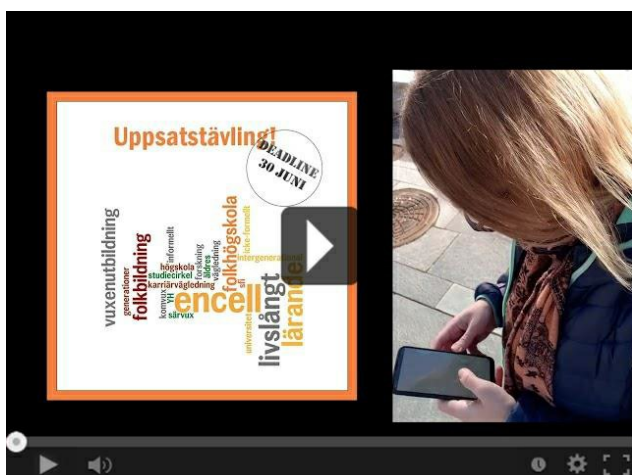 Uppsatstävling!
DEADLINE
30 JUNI
vuxenutbildning
generationer
folkbildning
informellt
högskola
studiecirkel
karriärvägledning
komvux
YH
särvux
encell
forskning
äldres
vägledning
folkhögskola
icke-formellt
intergenerationell
sfi
universitet
livslångt
lärande